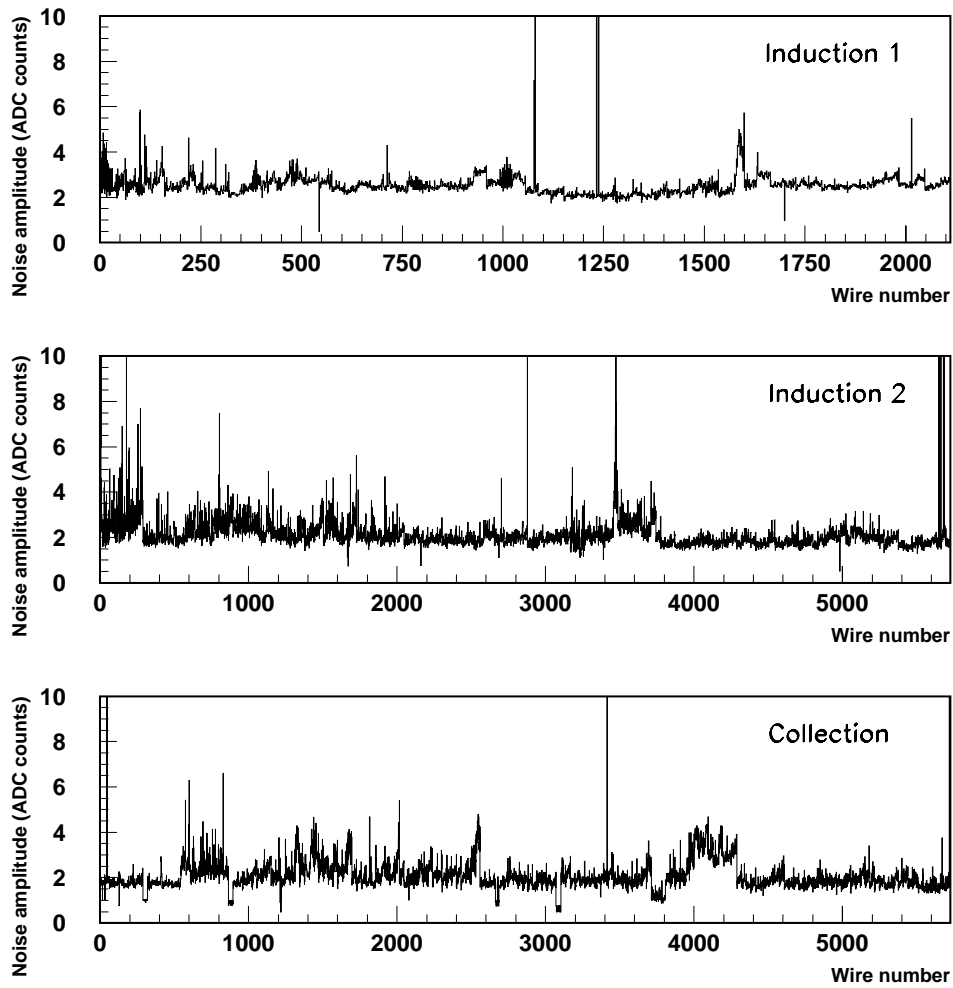 Noise amplitude (ADC counts)
10
8
6
4
2
0
Induction 1
0 250 500 750 1000 1250 1500 1750 2000
Wire number
Noise amplitude (ADC counts)
10
8
6
4
2
0
Induction 2
0 1000 2000 3000 4000 5000
Wire number
Noise amplitude (ADC counts)
10
8
6
4
2
0
Collection
0 1000 2000 3000 4000 5000
Wire number